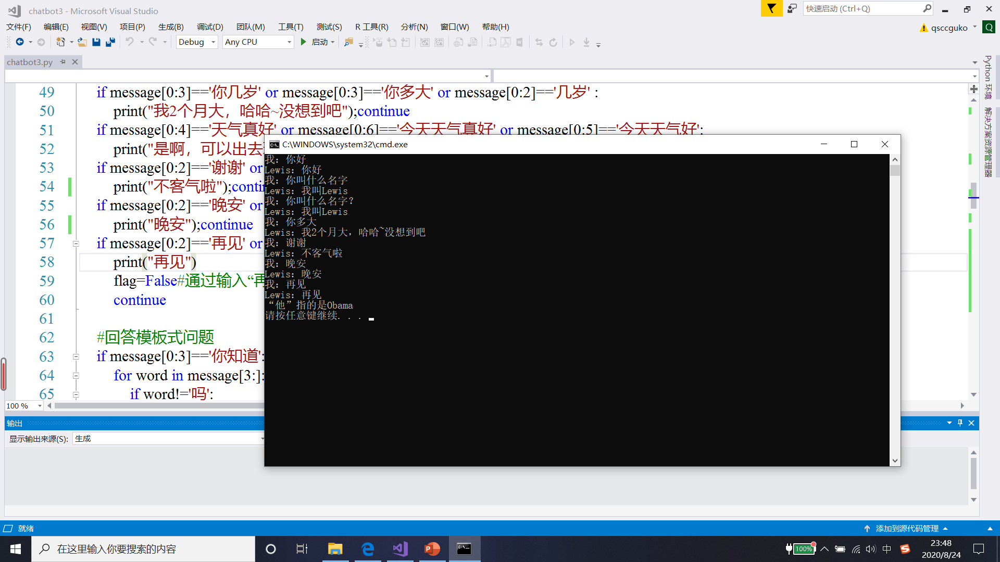 chatbot3 - Microsoft Visual Studio
快速启动 (Ctrl+Q)
文件(F) 编辑(E) 视图(V) 项目(P) 生成(B) 调试(D) 团队(M) 工具(T) 测试(S) R 工具(R) 分析(N) 窗口(W) 帮助(H)
qsccguko Q
Debug Any CPU 启动
chatbot3.py
Python 环境
解决方案资源管理器
49 if message[0:3]=='你几岁' or message[0:3]=='你多大' or message[0:2]=='几岁' :
50 print("我2个月大，哈哈~没想到吧");continue
51 if message[0:4]=='天气真好' or message[0:6]=='今天天气真好' or message[0:5]=='今天天气好':
52 print("是啊，可以出去
53 if message[0:2]=='谢谢' or
54 print("不客气啦");conti
55 if message[0:2]=='晚安' or
56 print("晚安");continue
57 if message[0:2]=='再见' or
58 print("再见")
59 flag=False#通过输入“再
60 continue
61
62 #回答模板式问题
63 if message[0:3]=='你知道':
64 for word in message[3:]:
65 if word!='吗':
100 %
C:\WINDOWS\system32\cmd.exe
我：你好
Lewis：你好
我：你叫什么名字
Lewis：我叫Lewis
我：你叫什么名字？
Lewis：我叫Lewis
我：你多大
Lewis：我2个月大，哈哈~没想到吧
我：谢谢
Lewis：不客气啦
我：晚安
Lewis：晚安
我：再见
Lewis：再见
“他”指的是Obama
请按任意键继续. . .
输出
显示输出来源(S): 生成
就绪
添加到源代码管理
在这里输入你要搜索的内容
100%
中
23:48
2020/8/24